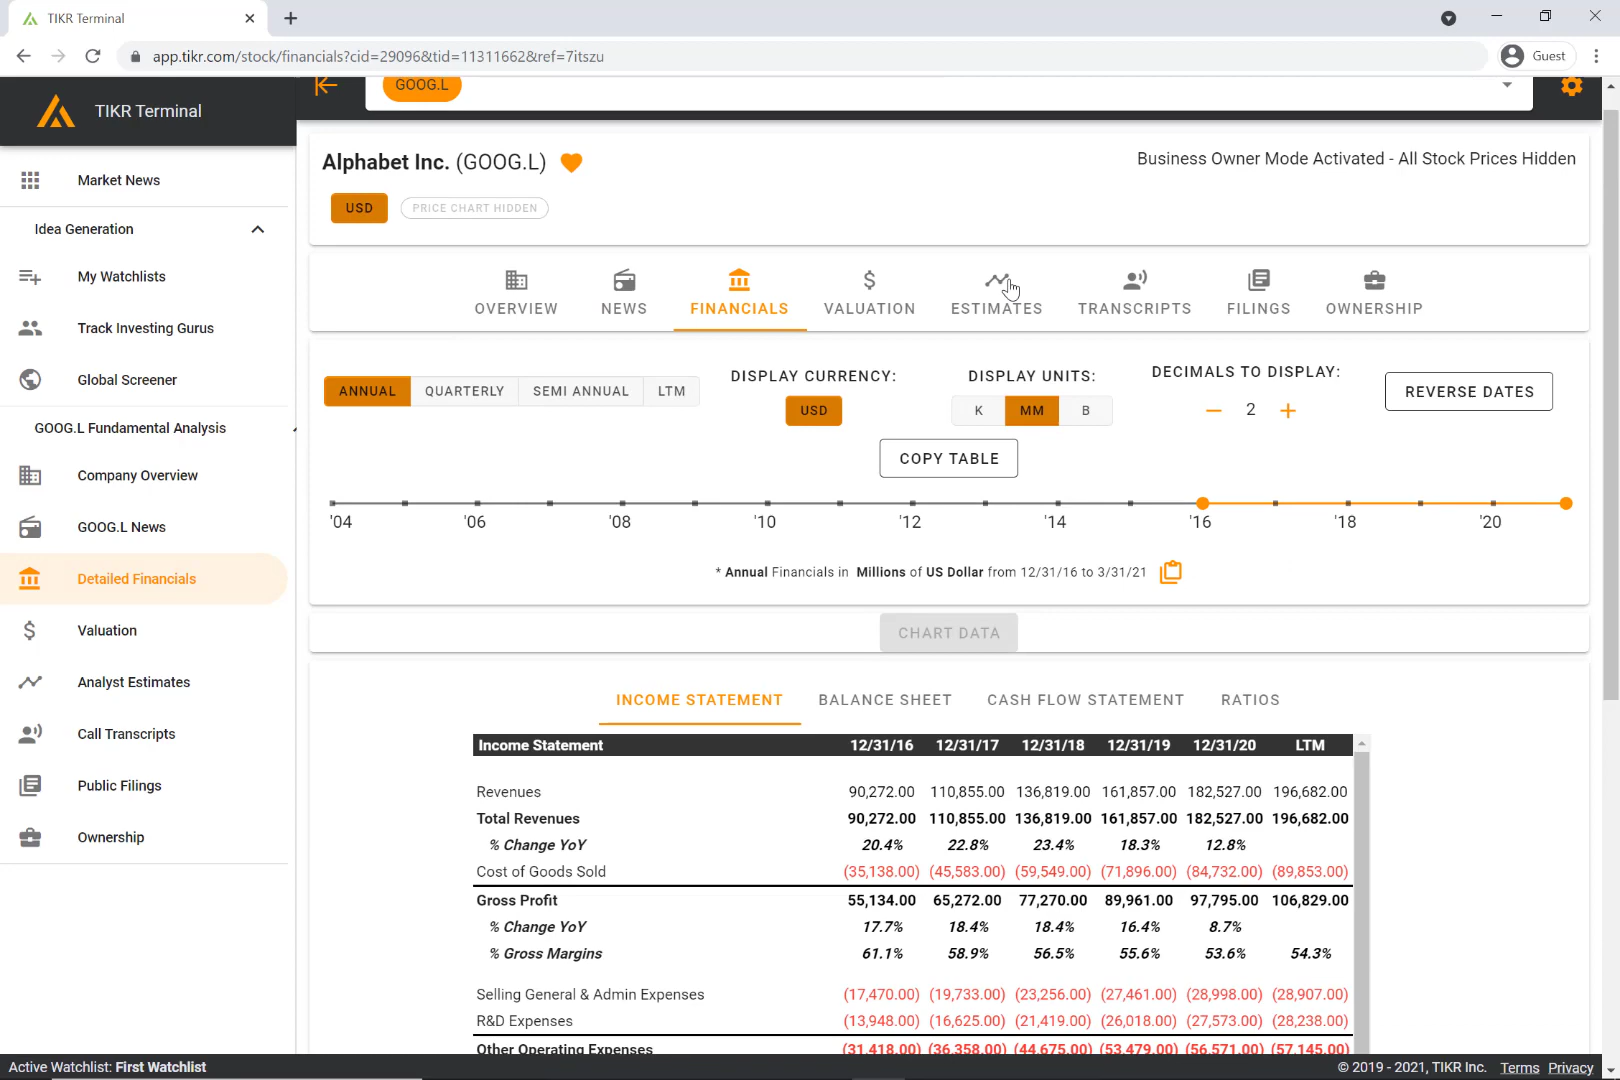 TIKR Terminal
app.tikr.com/stock/financials?cid=29096&tid=11311662&ref=7itszu
Guest
TIKR Terminal
GOOG.L
Market News
Idea Generation
My Watchlists
Track Investing Gurus
Global Screener
GOOG.L Fundamental Analysis
Company Overview
GOOG.L News
Detailed Financials
Valuation
Analyst Estimates
Call Transcripts
Public Filings
Ownership
Alphabet Inc. (GOOG.L)
Business Owner Mode Activated - All Stock Prices Hidden
USD PRICE CHART HIDDEN
OVERVIEW NEWS FINANCIALS VALUATION ESTIMATES TRANSCRIPTS FILINGS OWNERSHIP
DISPLAY CURRENCY: DISPLAY UNITS: DECIMALS TO DISPLAY:
ANNUAL QUARTERLY SEMI ANNUAL LTM USD K MM B 2 REVERSE DATES
COPY TABLE
'04 '06 '08 '10 '12 '14 '16 '18 '20
* Annual Financials in Millions of US Dollar from 12/31/16 to 3/31/21
CHART DATA
INCOME STATEMENT BALANCE SHEET CASH FLOW STATEMENT RATIOS
Income Statement 12/31/16 12/31/17 12/31/18 12/31/19 12/31/20 LTM
Revenues 90,272.00 110,855.00 136,819.00 161,857.00 182,527.00 196,682.00
Total Revenues 90,272.00 110,855.00 136,819.00 161,857.00 182,527.00 196,682.00
% Change YoY 20.4% 22.8% 23.4% 18.3% 12.8%
Cost of Goods Sold (35,138.00) (45,583.00) (59,549.00) (71,896.00) (84,732.00) (89,853.00)
Gross Profit 55,134.00 65,272.00 77,270.00 89,961.00 97,795.00 106,829.00
% Change YoY 17.7% 18.4% 18.4% 16.4% 8.7%
% Gross Margins 61.1% 58.9% 56.5% 55.6% 53.6% 54.3%
Selling General & Admin Expenses (17,470.00) (19,733.00) (23,256.00) (27,461.00) (28,998.00) (28,907.00)
R&D Expenses (13,948.00) (16,625.00) (21,419.00) (26,018.00) (27,573.00) (28,238.00)
Other Operating Expenses (31,418.00) (36,358.00) (44,675.00) (53,479.00) (56,571.00) (57,145.00)
Active Watchlist: First Watchlist
© 2019 - 2021, TIKR Inc. Terms Privacy